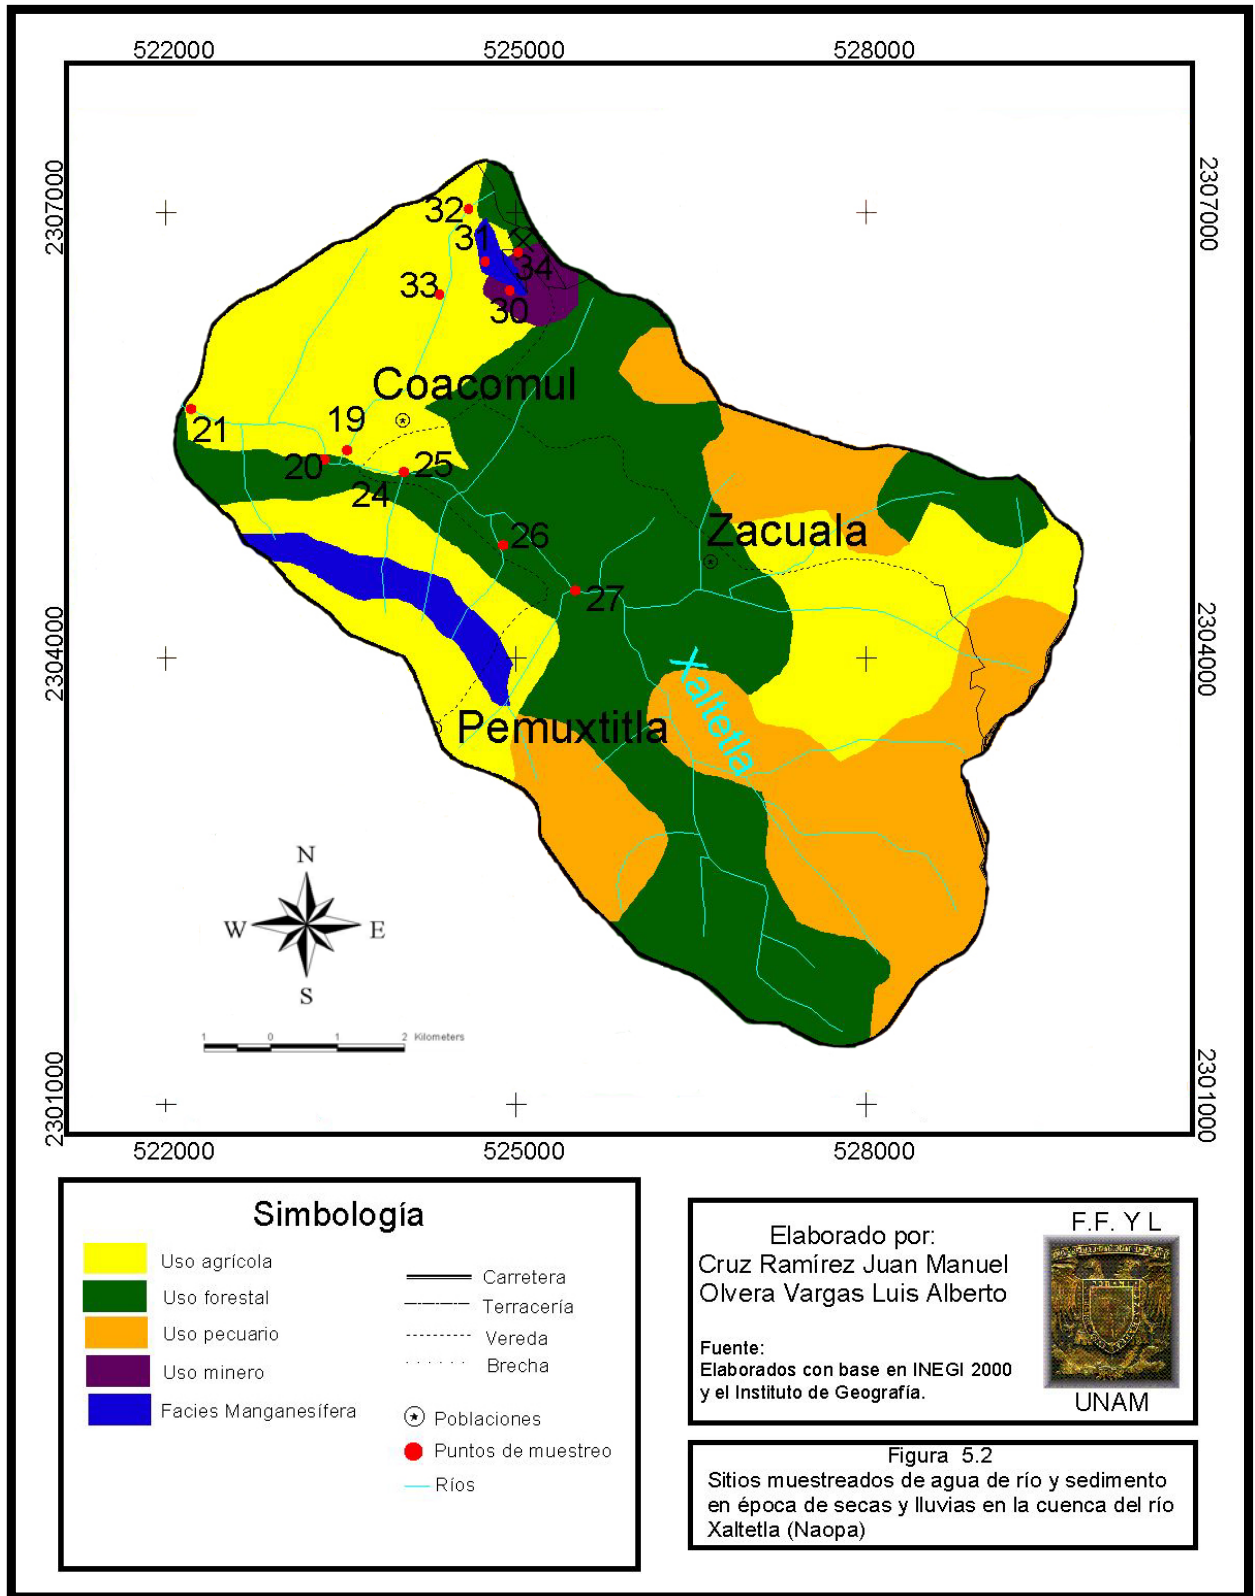 522000
525000
528000
2307000
2307000
32
31
34
33
30
Coacomul
19
21
20
25
24
26
Zacuala
27
2304000
2304000
Xaltetla
Pemuxtitla
N
W
E
S
1
0
1
2
Kilometers
2301000
2301000
522000
525000
528000
Simbología
Uso agrícola
Uso forestal
Uso pecuario
Uso minero
Facies Manganesífera
Carretera
Terracería
Vereda
Brecha
Poblaciones
Puntos de muestreo
Ríos
Elaborado por:
Cruz Ramírez Juan Manuel
Olvera Vargas Luis Alberto
Fuente:
Elaborados con base en INEGI 2000
y el Instituto de Geografía.
F.F. Y L
UNAM
Figura 5.2
Sitios muestreados de agua de río y sedimento
en época de secas y lluvias en la cuenca del río
Xaltetla (Naopa)